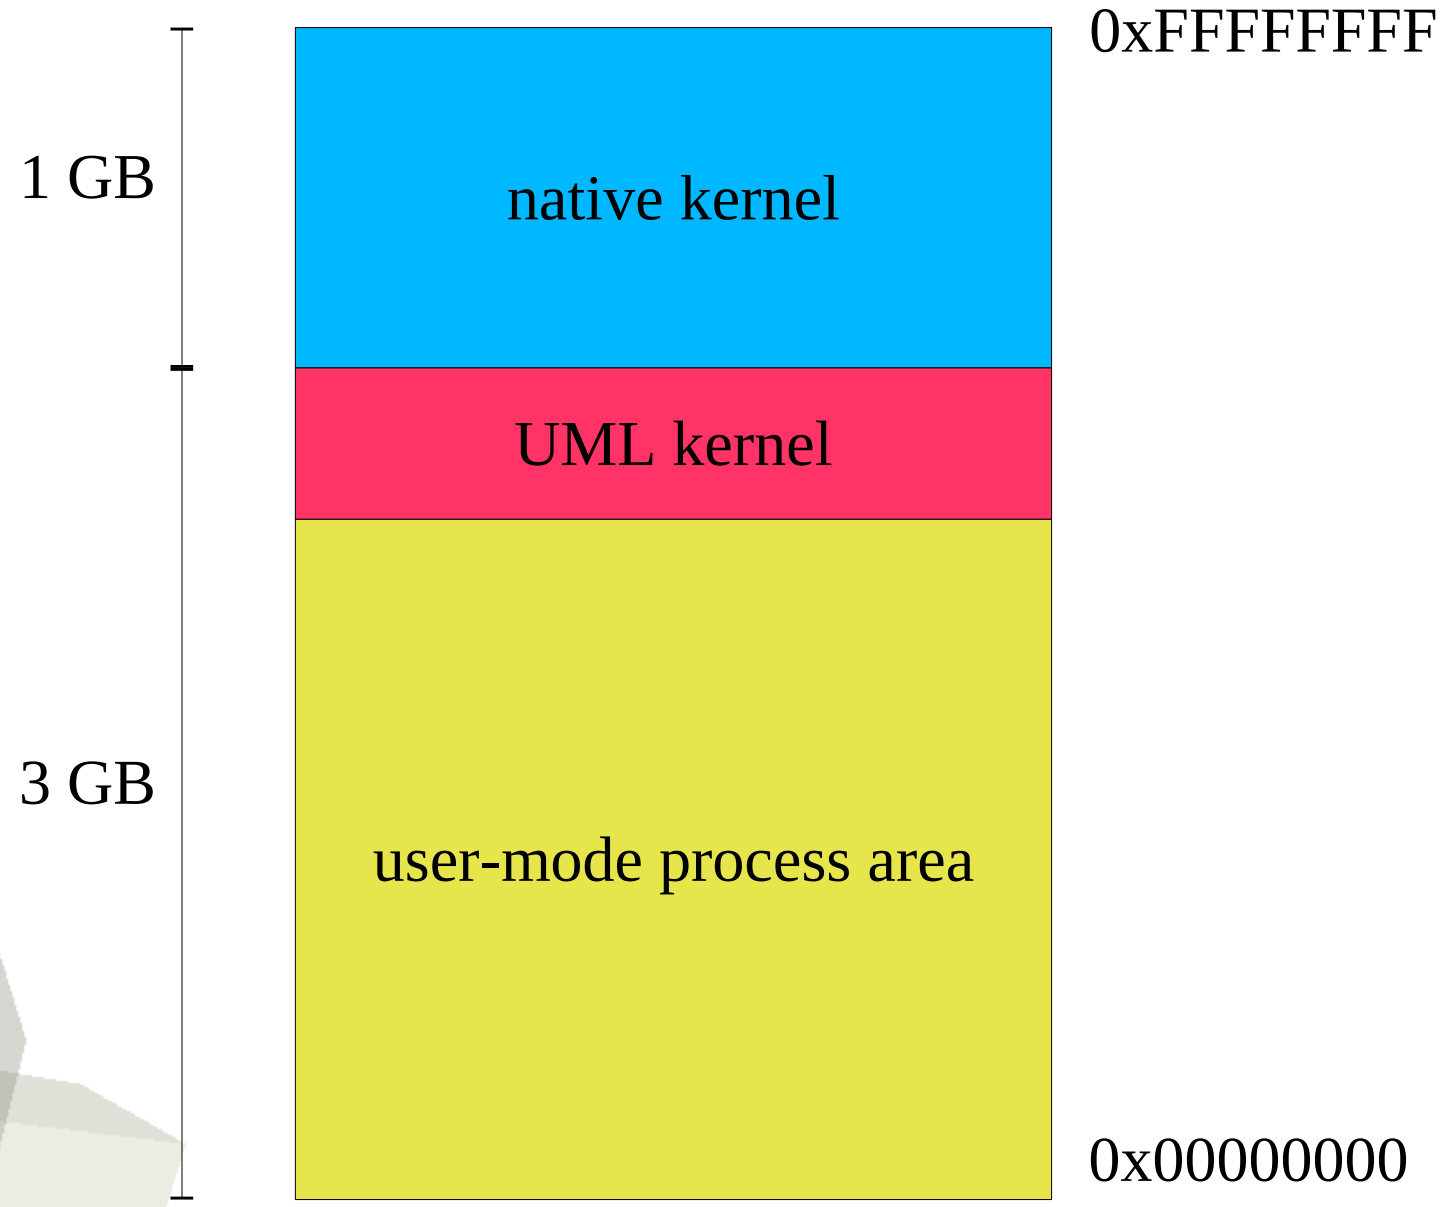 0xFFFFFFFF
1 GB
native kernel
UML kernel
3 GB
user-mode process area
0x00000000